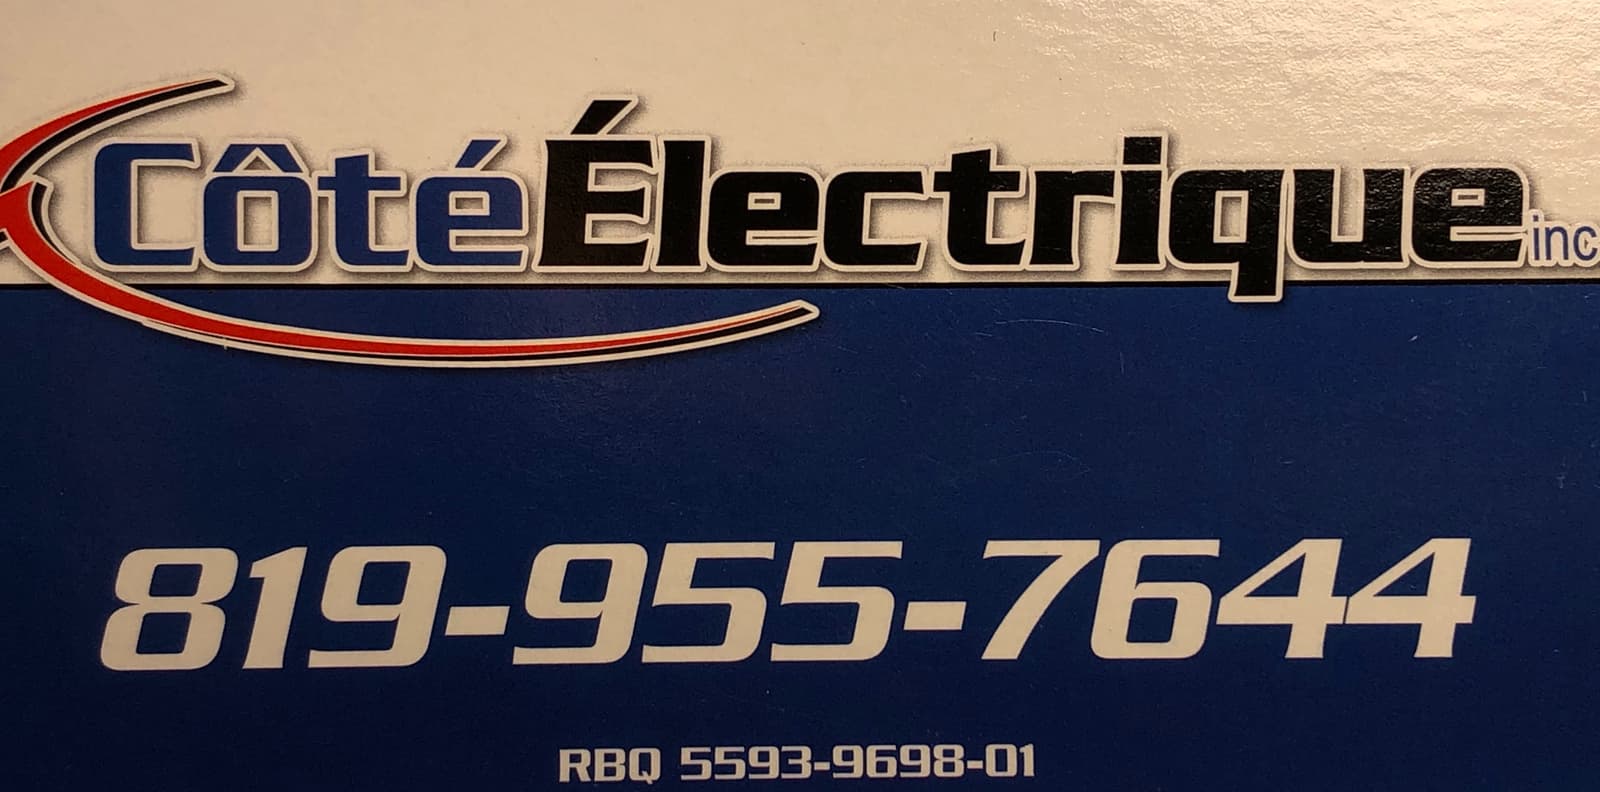 CôtéÉlectrique inc
819-955-7644
RBQ 5593-9698-01